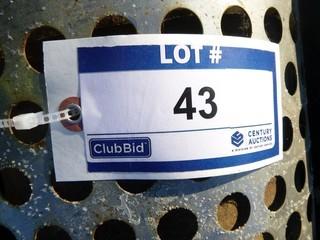 LOT #
43
ClubBid
CENTURY
AUCTIONS